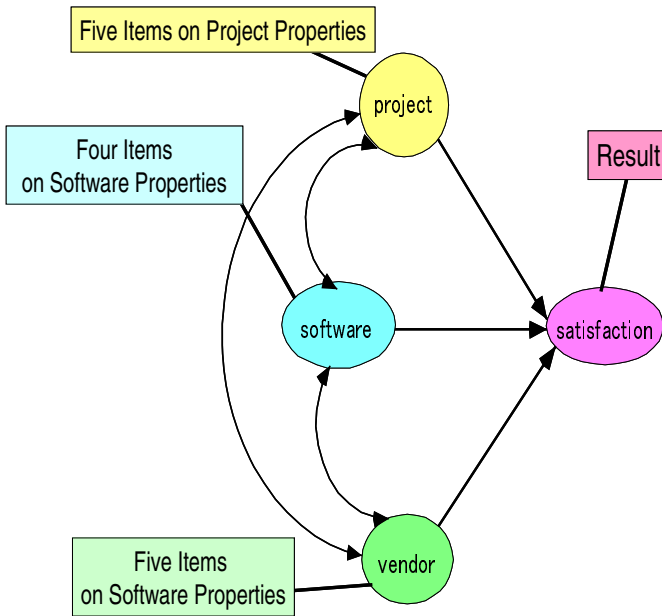 Five Items on Project Properties
project
Four Items
on Software Properties
Result
software
satisfaction
Five Items
on Software Properties
vendor